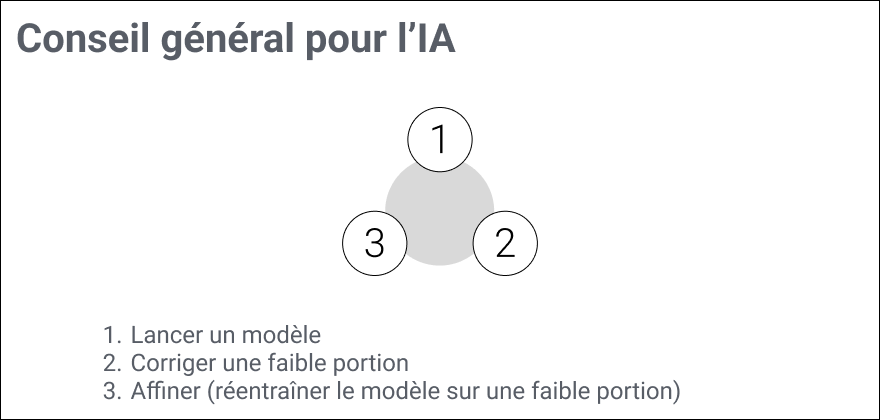 Conseil général pour l’IA
1
3
2
1. Lancer un modèle
2. Corriger une faible portion
3. Affiner (réentraîner le modèle sur une faible portion)